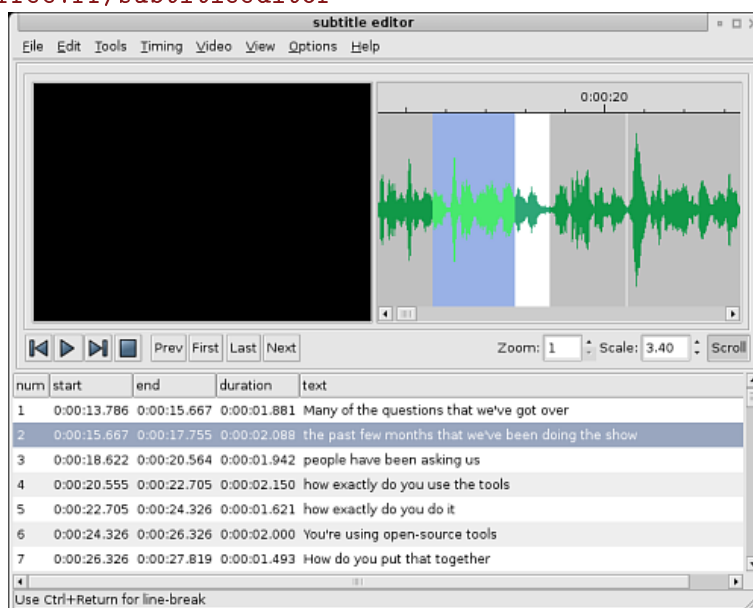 subtitle editor
File Edit Tools Timing Video View Options Help
0:00:20
Prev First Last Next Zoom: 1 Scale: 3.40 Scroll
num start end duration text
1 0:00:13.786 0:00:15.667 0:00:01.881 Many of the questions that we've got over
2 0:00:15.667 0:00:17.755 0:00:02.088 the past few months that we've been doing the show
3 0:00:18.622 0:00:20.564 0:00:01.942 people have been asking us
4 0:00:20.555 0:00:22.705 0:00:02.150 how exactly do you use the tools
5 0:00:22.705 0:00:24.326 0:00:01.621 how exactly do you do it
6 0:00:24.326 0:00:26.326 0:00:02.000 You're using open-source tools
7 0:00:26.326 0:00:27.819 0:00:01.493 How do you put that together
Use Ctrl+Return for line-break